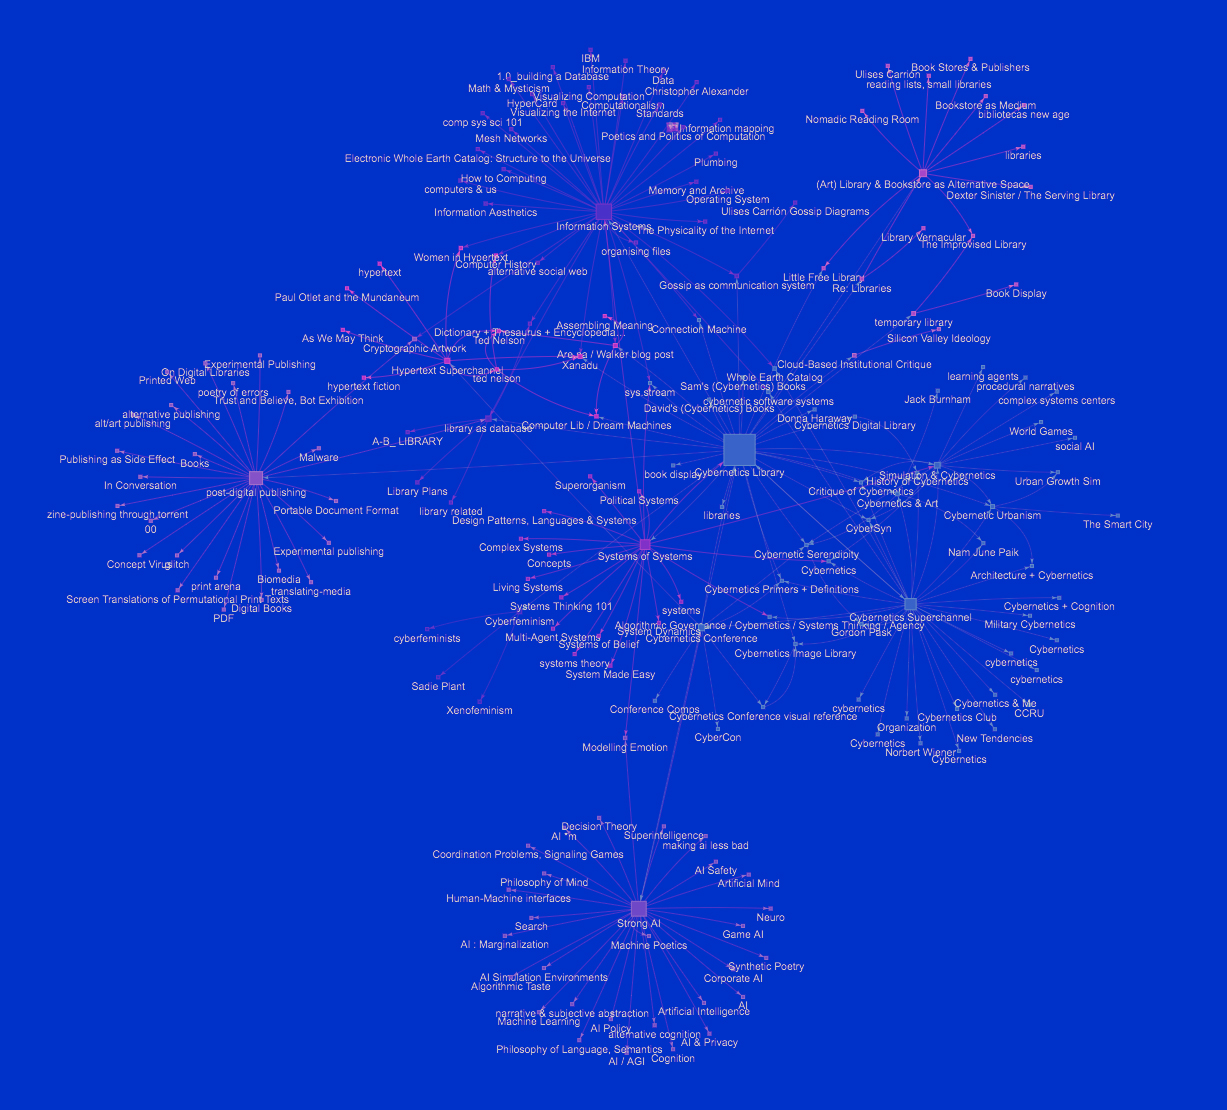 IBM
Information Theory
1.0_building a Database
Data
Math & Mysticism
Visualizing Computation
Christopher Alexander
HyperCard
Computationalism
Visualizing the Internet
Standards
comp sys sci 101
information mapping
Mesh Networks
Poetics and Politics of Computation
Electronic Whole Earth Catalog: Structure to the Universe
Plumbing
How to Computing
computers & us
Memory and Archive
Operating System
Information Aesthetics
Ulises Carrión Gossip Diagrams
Information Systems
The Physicality of the Internet
organising files
Book Stores & Publishers
Ulises Carrión
reading lists, small libraries
Bookstore as Medium
bibliotecas new age
Nomadic Reading Room
libraries
(Art) Library & Bookstore as Alternative Space
Dexter Sinister / The Serving Library
Library Vernacular
The Improvised Library
Women in Hypertext
Computer History
alternative social web
hypertext
Little Free Library
Re: Libraries
Gossip as communication system
Book Display
Paul Otlet and the Mundaneum
temporary library
Assembling Meaning
Connection Machine
Dictionary + Thesaurus + Encyclopedia...
As We May Think
Ted Nelson
Silicon Valley Ideology
Cryptographic Artwork
Are.na / Walker blog post
Experimental Publishing
Xanadu
Cloud-Based Institutional Critique
Hypertext Superchannel
On Digital Libraries
Printed Web
ted nelson
Whole Earth Catalog
learning agents
hypertext fiction
Sam's (Cybernetics) Books
procedural narratives
poetry of errors
sys.stream
Trust and Believe, Bot Exhibition
cybernetic software systems
Jack Burnham
complex systems centers
David's (Cybernetics) Books
alternative publishing
Donna Haraway
alt/art publishing
Computer Lib / Dream Machines
Cybernetics Digital Library
library as database
World Games
A-B_ LIBRARY
social AI
Malware
Publishing as Side Effect
Books
book display
Cybernetics Library
Simulation & Cybernetics
History of Cybernetics
Urban Growth Sim
In Conversation
post-digital publishing
Library Plans
Superorganism
Critique of Cybernetics
Political Systems
Cybernetics & Art
Portable Document Format
library related
libraries
Cybernetic Urbanism
zine-publishing through torrent
Design Patterns, Languages & Systems
The Smart City
00
CyberSyn
Complex Systems
Experimental publishing
Systems of Systems
Cybernetic Serendipity
Nam June Paik
Concept Virus
glitch
Concepts
Cybernetics
Architecture + Cybernetics
Biomedia
print arena
translating-media
Living Systems
Cybernetics Primers + Definitions
Screen Translations of Permutational Print Texts
Digital Books
PDF
Systems Thinking 101
systems
Cybernetics + Cognition
Cybernetics Superchannel
Cyberfeminism
Algorithmic Governance / Cybernetics / Systems Thinking / Agency
Military Cybernetics
System Dynamics
Gordon Pask
cyberfeminists
Multi-Agent Systems
Cybernetics Conference
Systems of Belief
Cybernetics
Cybernetics Image Library
systems theory
cybernetics
System Made Easy
cybernetics
Sadie Plant
Cybernetics & Me
Xenofeminism
Conference Comps
cybernetics
CCRU
Cybernetics Conference visual reference
Cybernetics Club
Organization
CyberCon
New Tendencies
Cybernetics
Modelling Emotion
Norbert Wiener
Cybernetics
Decision Theory
AI *m
Superintelligence
making ai less bad
Coordination Problems, Signaling Games
AI Safety
Philosophy of Mind
Artificial Mind
Human-Machine interfaces
Neuro
Search
Strong AI
Game AI
AI : Marginalization
Machine Poetics
Synthetic Poetry
AI Simulation Environments
Corporate AI
Algorithmic Taste
AI
narrative & subjective abstraction
Artificial Intelligence
Machine Learning
AI Policy
alternative cognition
AI & Privacy
Philosophy of Language, Semantics
Cognition
AI / AGI